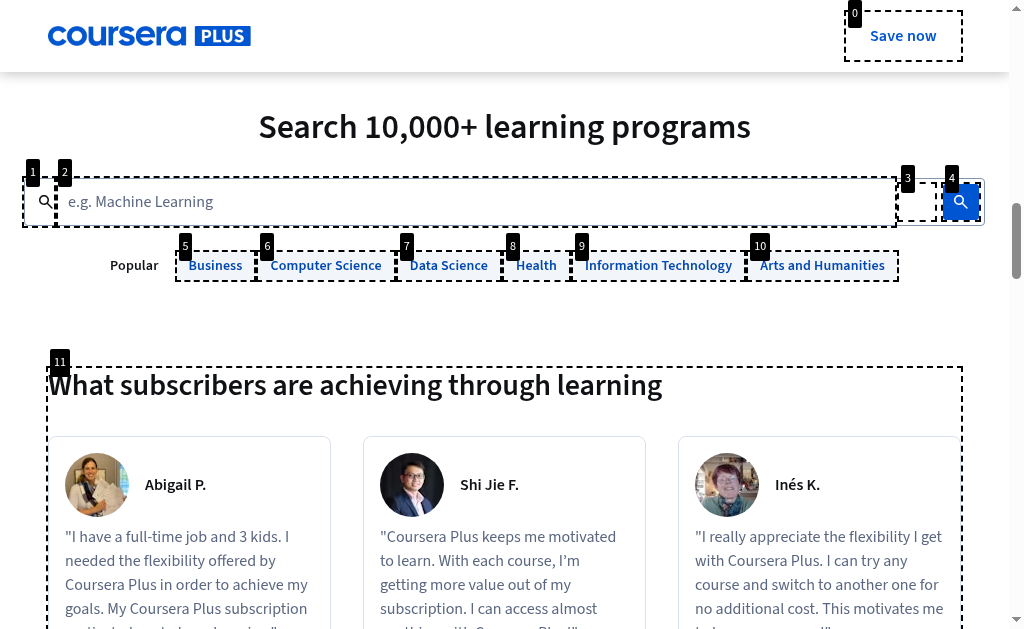 coursera PLUS
0
Save now
Search 10,000+ learning programs
1
2
3
4
e.g. Machine Learning
5
6
7
8
9
10
Popular
Business
Computer Science
Data Science
Health
Information Technology
Arts and Humanities
11
What subscribers are achieving through learning
Abigail P.
"I have a full-time job and 3 kids. I
needed the flexibility offered by
Coursera Plus in order to achieve my
goals. My Coursera Plus subscription
Shi Jie F.
"Coursera Plus keeps me motivated
to learn. With each course, I'm
getting more value out of my
subscription. I can access almost
Inés K.
"I really appreciate the flexibility I get
with Coursera Plus. I can try any
course and switch to another one for
no additional cost. This motivates me